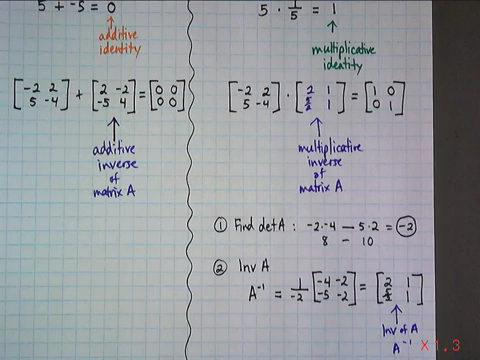 5 + -5 = 0
additive
identity
[-2 2
5 -4] + [2 -2
-5 4] = [0 0
0 0]
additive
inverse
of
matrix A
5 · 1/5 = 1
multiplicative
identity
[-2 2
5 -4] · [2 1
5/2 1] = [1 0
0 1]
multiplicative
inverse
of
matrix A
① Find det A : -2·-4 — 5·2 = -2
8 - 10
② Inv A
A⁻¹ = 1/-2 [-4 -2
-5 -2] = [2 1
5/2 1]
Inv of A
A⁻¹
X1.3